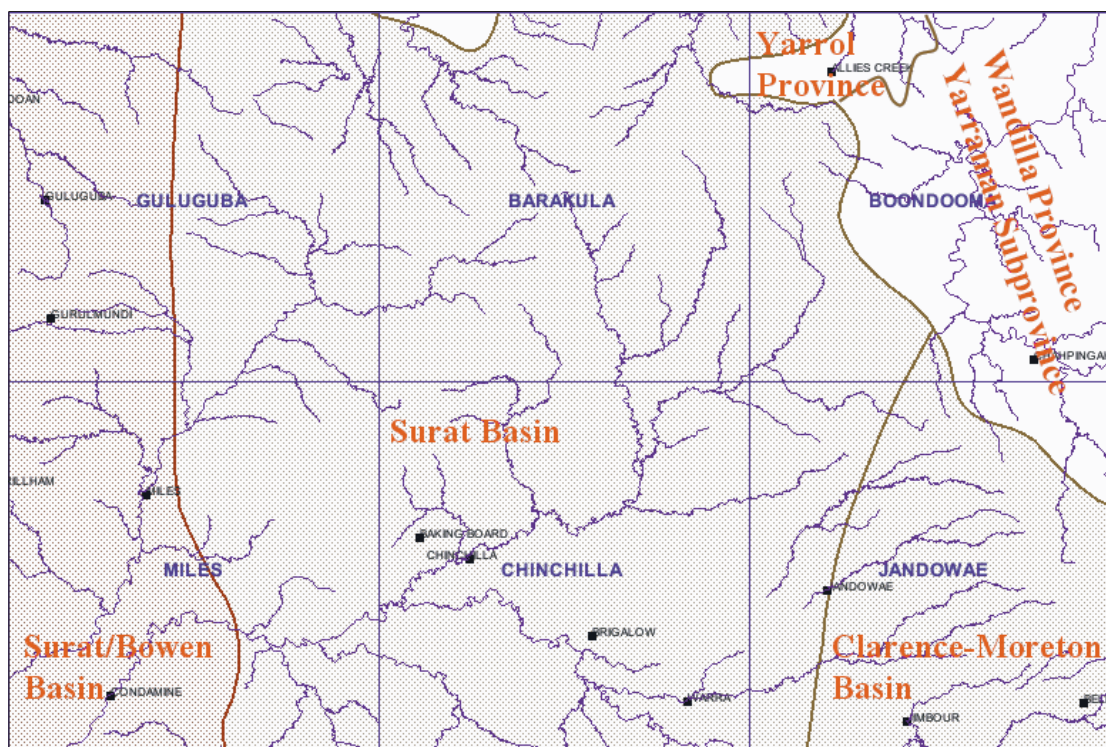 Yarrol
Province
ALLIES CREEK
Wandilla Province
Yarraman Subprovince
GULUGUBA
GULUGUBA
BARAKULA
BOONDOOMA
GURULMUNDI
Surat Basin
MILES
BAKING BOARD
CHINCHILLA
MILES
CHINCHILLA
JANDOWAE
JANDOWAE
BRIGALOW
Surat/Bowen
Basin
Clarence-Moreton
Basin
CONDAMINE
WARRA
JIMBOUR